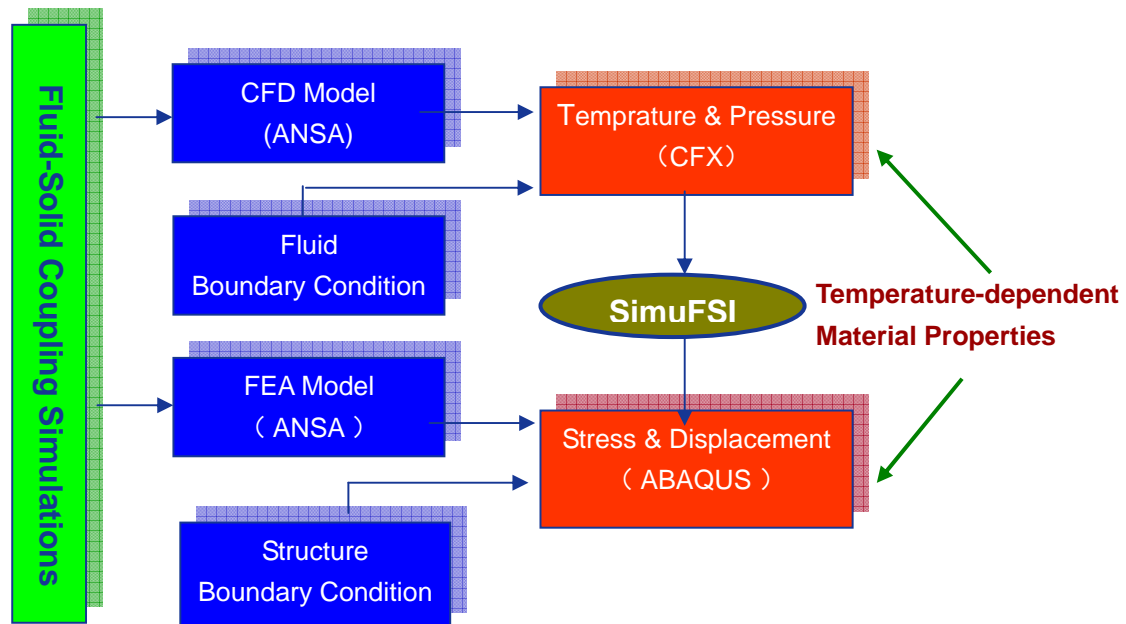 Fluid-Solid Coupling Simulations
CFD Model
(ANSA)
Temprature & Pressure
（CFX）
Fluid
Boundary Condition
SimuFSI
Temperature-dependent
Material Properties
FEA Model
（ ANSA ）
Stress & Displacement
（ ABAQUS ）
Structure
Boundary Condition